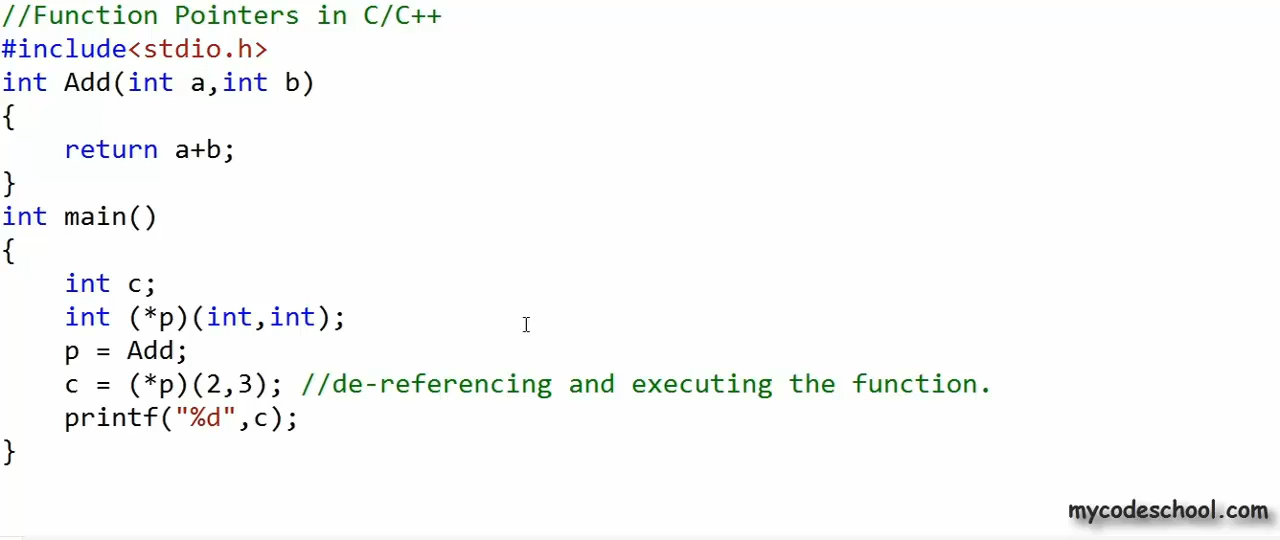 //Function Pointers in C/C++
#include<stdio.h>
int Add(int a,int b)
{
    return a+b;
}
int main()
{
    int c;
    int (*p)(int,int);
    p = Add;
    c = (*p)(2,3); //de-referencing and executing the function.
    printf("%d",c);
}
mycodeschool.com